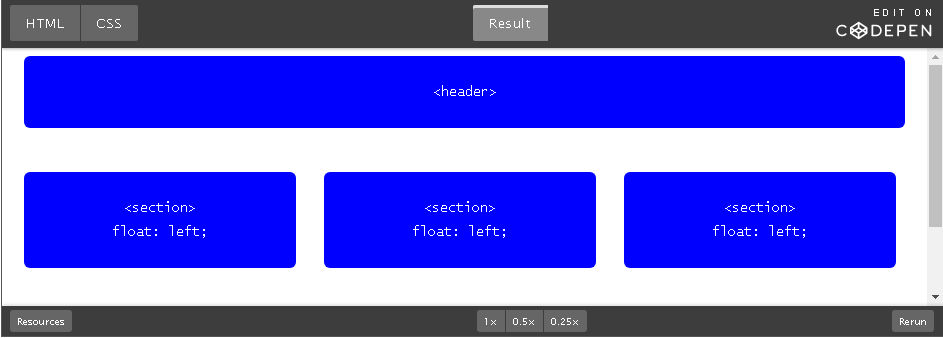 HTML CSS Result EDIT ON
CODEPEN
<header>
<section> <section> <section>
float: left; float: left; float: left;
Resources 1× 0.5× 0.25× Rerun